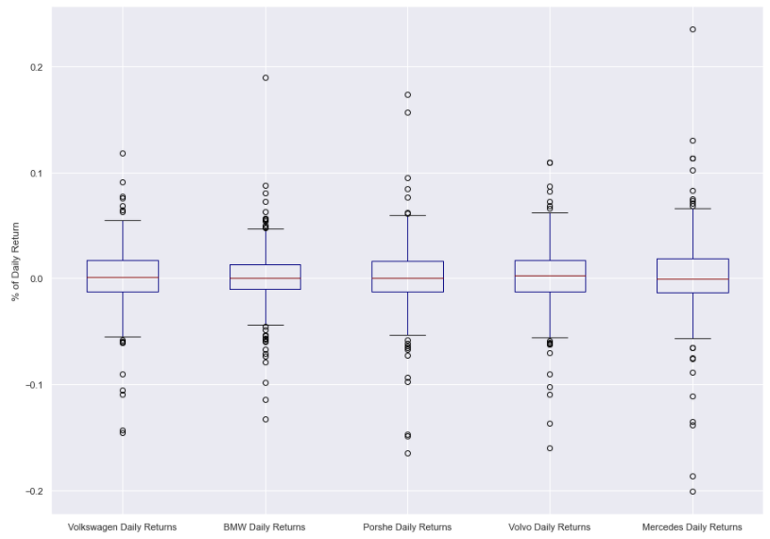 0.2
0.1
0.0
−0.1
−0.2
% of Daily Return
Volkswagen Daily Returns BMW Daily Returns Porshe Daily Returns Volvo Daily Returns Mercedes Daily Returns